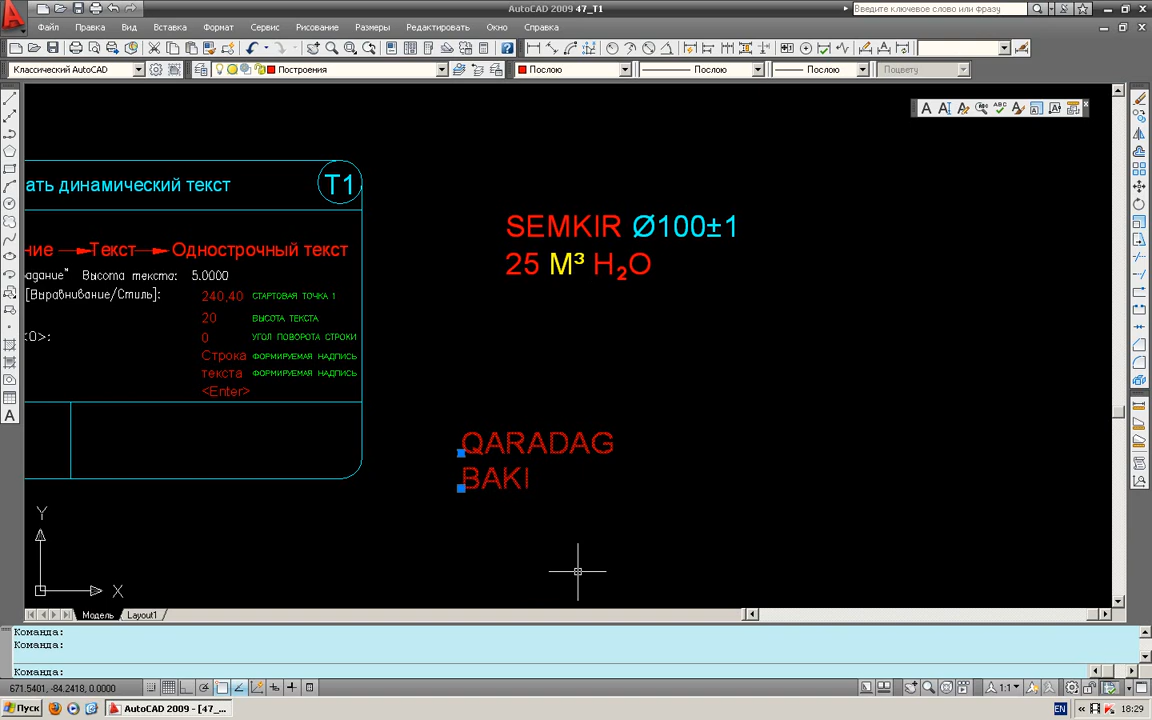 AutoCAD 2009 47_T1
Введите ключевое слово или фразу
Файл Правка Вид Вставка Формат Сервис Рисование Размеры Редактировать Окно Справка
Классический AutoCAD Построения Послою Послою Послою Поцвету
ать динамический текст T1
ние Текст Однострочный текст
адание" Высота текста: 5.0000
[Выравнивание/Стиль]: 240,40 СТАРТОВАЯ ТОЧКА 1
20 ВЫСОТА ТЕКСТА
<0>: 0 УГОЛ ПОВОРОТА СТРОКИ
Строка ФОРМИРУЕМАЯ НАДПИСЬ
текста ФОРМИРУЕМАЯ НАДПИСЬ
<Enter>
SEMKIR Ø100±1
25 M³ H₂O
QARADAG
BAKI
Y
X
Модель Layout1
Команда:
Команда:
Команда:
671.5401, -84.2418, 0.0000 1:1
Пуск AutoCAD 2009 - [47_... EN 18:29